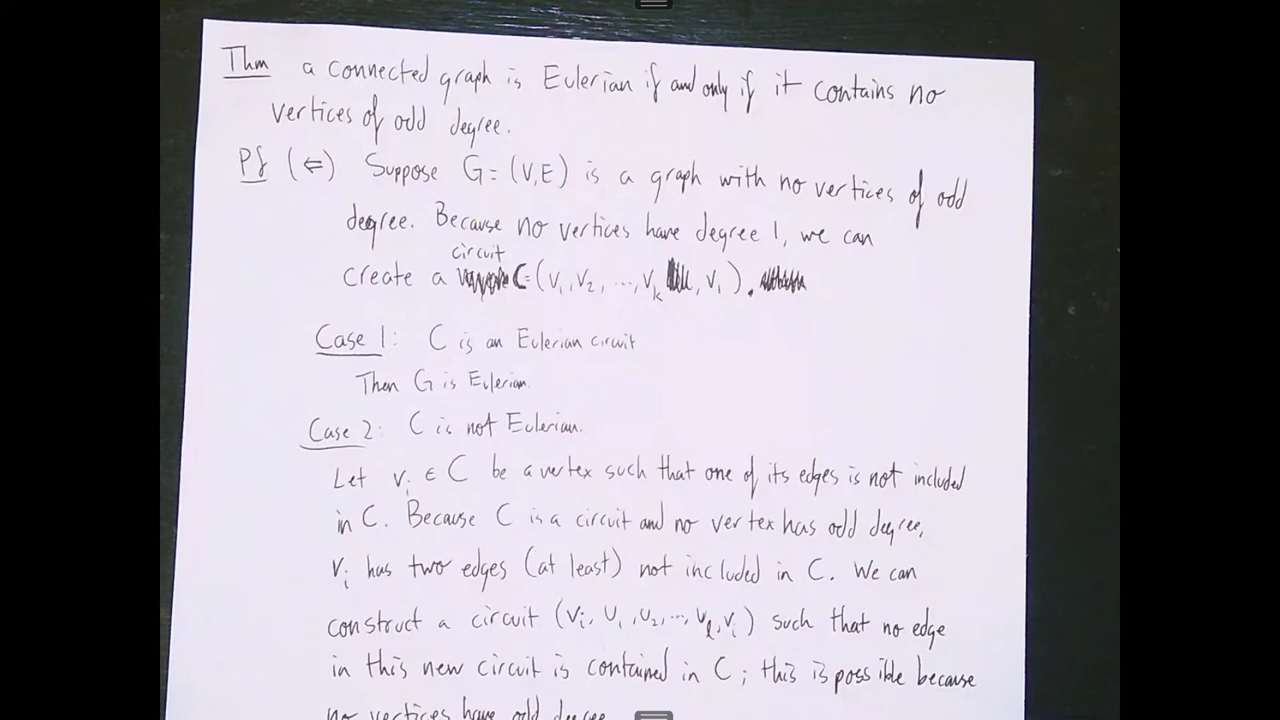 Thm a connected graph is Eulerian if and only if it contains no
vertices of odd degree.
Pf (⇐) Suppose G = (V,E) is a graph with no vertices of odd
degree. Because no vertices have degree 1, we can
circuit
create a C = (v₁, v₂, ..., vₖ, v₁).
Case 1: C is an Eulerian circuit
Then G is Eulerian.
Case 2: C is not Eulerian.
Let vᵢ ∈ C be a vertex such that one of its edges is not included
in C. Because C is a circuit and no vertex has odd degree,
vᵢ has two edges (at least) not included in C. We can
construct a circuit (vᵢ, u₁, u₂, ..., uₗ, vᵢ) such that no edge
in this new circuit is contained in C; this is possible because
no vertices have odd degree